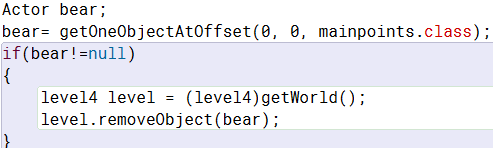 Actor bear;
bear= getOneObjectAtOffset(0, 0, mainpoints.class);
if(bear!=null)
{
level4 level = (level4)getWorld();
level.removeObject(bear);
}